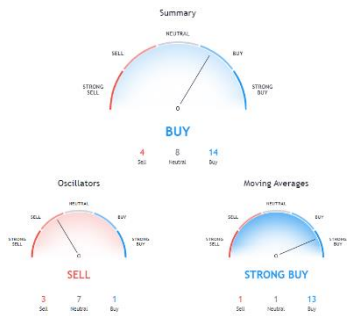 Summary
NEUTRAL
SELL
BUY
STRONG SELL
STRONG BUY
0
BUY
4 8 14
Sell Neutral Buy
Oscillators
NEUTRAL
SELL
BUY
STRONG SELL
STRONG BUY
0
SELL
3 7 1
Sell Neutral Buy
Moving Averages
NEUTRAL
SELL
BUY
STRONG SELL
STRONG BUY
0
STRONG BUY
1 1 13
Sell Neutral Buy